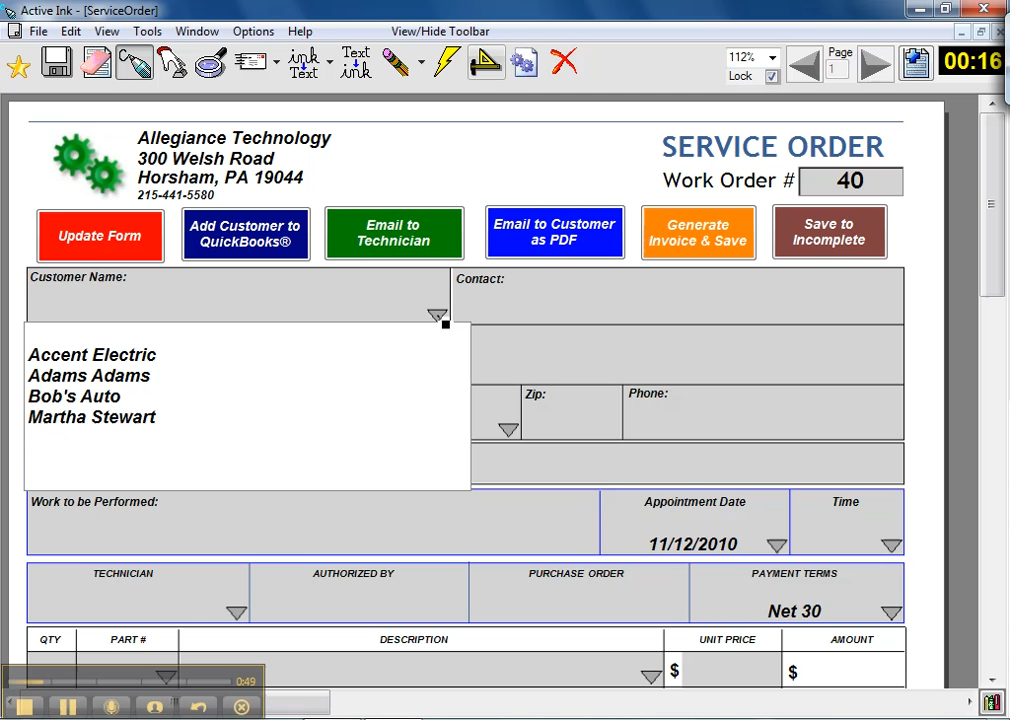 Active Ink - [ServiceOrder]
File Edit View Tools Window Options Help View/Hide Toolbar
ink Text
Text ink
112%
Lock
Page
1
00:16
Allegiance Technology
300 Welsh Road
Horsham, PA 19044
215-441-5580
SERVICE ORDER
Work Order # 40
Update Form
Add Customer to
QuickBooks®
Email to
Technician
Email to Customer
as PDF
Generate
Invoice & Save
Save to
Incomplete
Customer Name:
Contact:
Accent Electric
Adams Adams
Bob's Auto
Martha Stewart
Zip:
Phone:
Work to be Performed:
Appointment Date
11/12/2010
Time
TECHNICIAN
AUTHORIZED BY
PURCHASE ORDER
PAYMENT TERMS
Net 30
QTY PART # DESCRIPTION UNIT PRICE AMOUNT
$ $
0:49